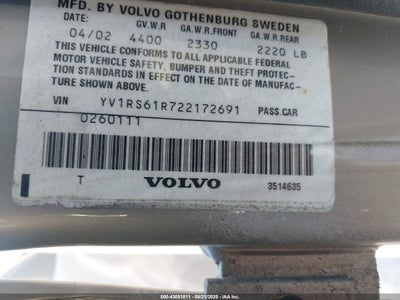 MFD. BY VOLVO GOTHENBURG SWEDEN
GV.W.R GA.W.R.FRONT GA.W.R.REAR
04/02 4400 2330 2220 LB
THIS VEHICLE CONFORMS TO ALL APPLICABLE FEDERAL
MOTOR VEHICLE SAFETY, BUMPER AND THEFT PREVEN-
TION STANDARDS IN EFFECT ON THE DATE OF MANUFAC-
TURE SHOWN ABOVE.
VIN YV1RS61R722172691 PASS.CAR
0260111
T VOLVO 3514635
000-43051811 - 08/21/2025 - IAA Inc.